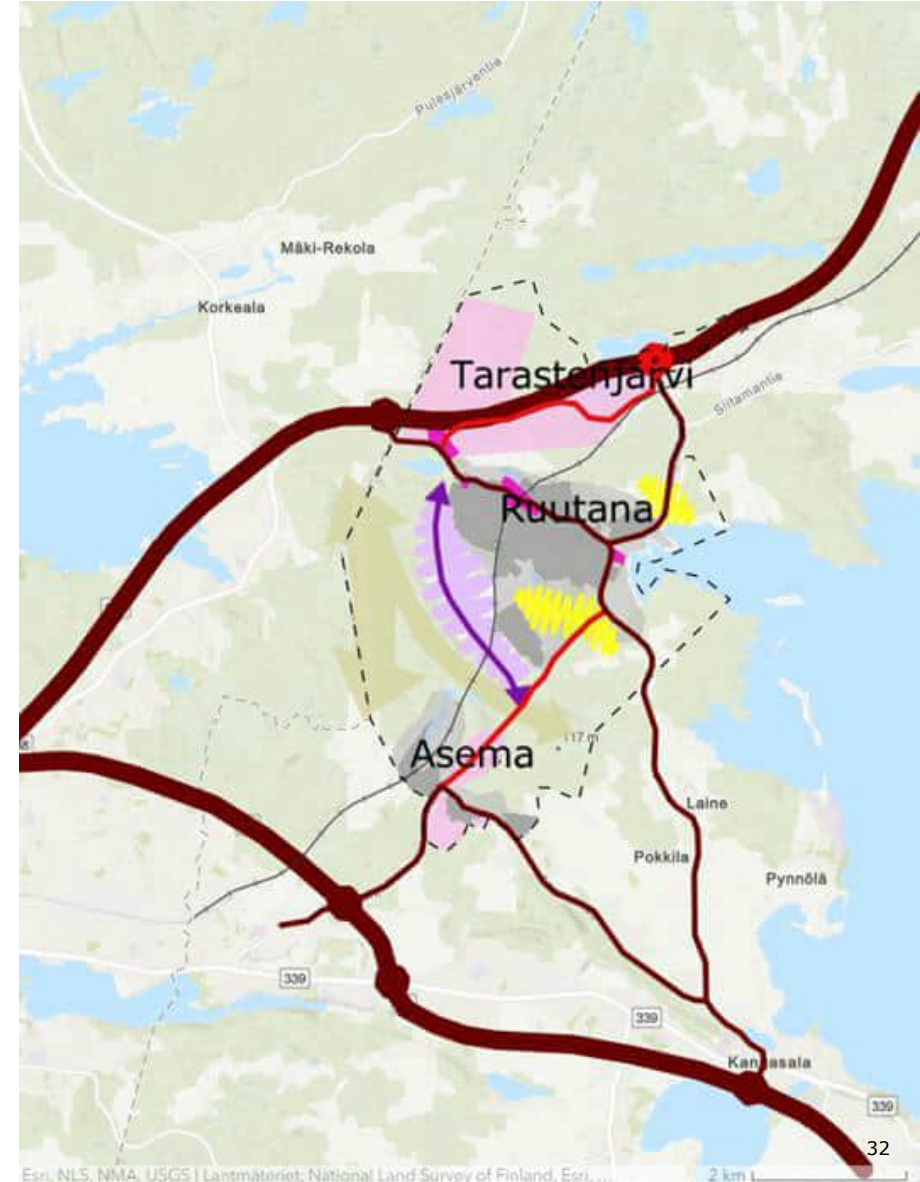 Pulesjärventie
Mäki-Rekola
Korkeala
Tarastenjärvi
Siitamantie
Ruutana
117 m
Asema
Laine
Pokkila
Pynnölä
339
339
Kangasala
339
32
Esri, NLS, NMA, USGS | Lantmäteriet, National Land Survey of Finland, Esri, ...
2 km